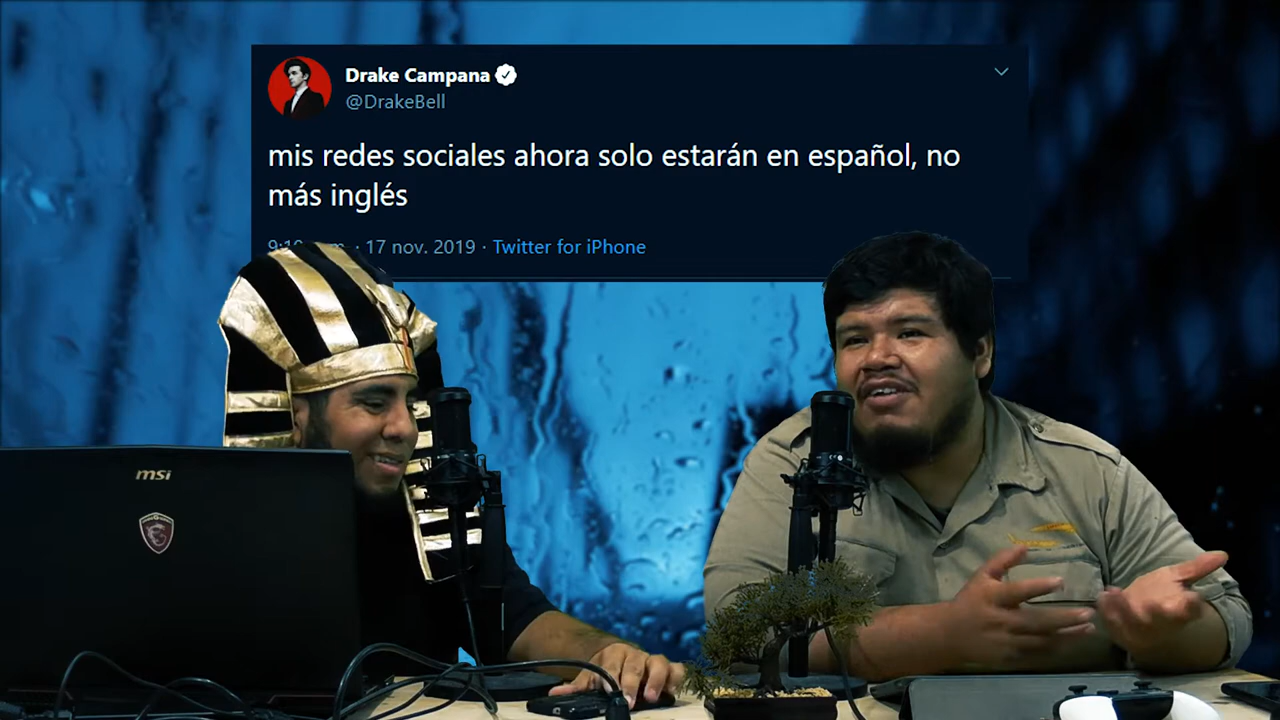 Drake Campana
@DrakeBell
mis redes sociales ahora solo estarán en español, no
más inglés
· 17 nov. 2019 · Twitter for iPhone
msi